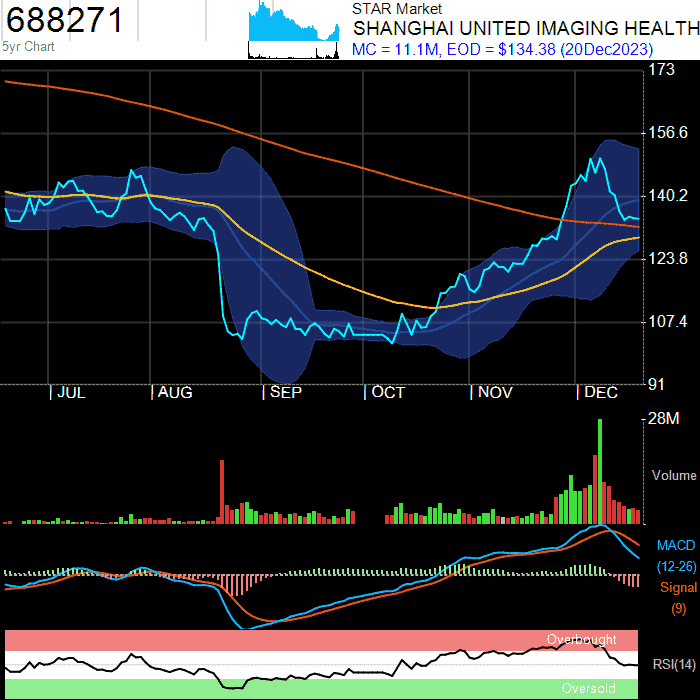 688271
5yr Chart
STAR Market
SHANGHAI UNITED IMAGING HEALTH
MC = 11.1M, EOD = $134.38 (20Dec2023)
173
156.6
140.2
123.8
107.4
91
| JUL | AUG | SEP | OCT | NOV | DEC
28M
Volume
MACD
(12-26)
Signal
(9)
Overbought
RSI(14)
Oversold